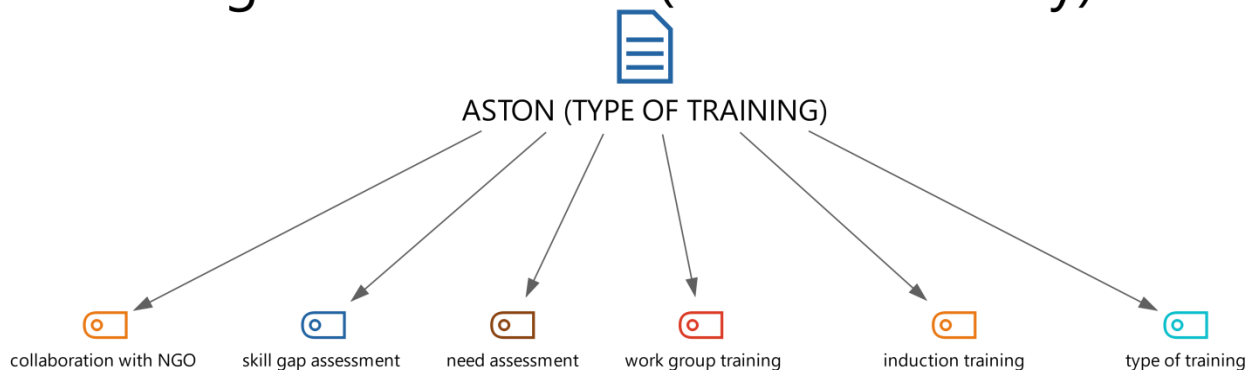 ASTON (TYPE OF TRAINING)
collaboration with NGO
skill gap assessment
need assessment
work group training
induction training
type of training